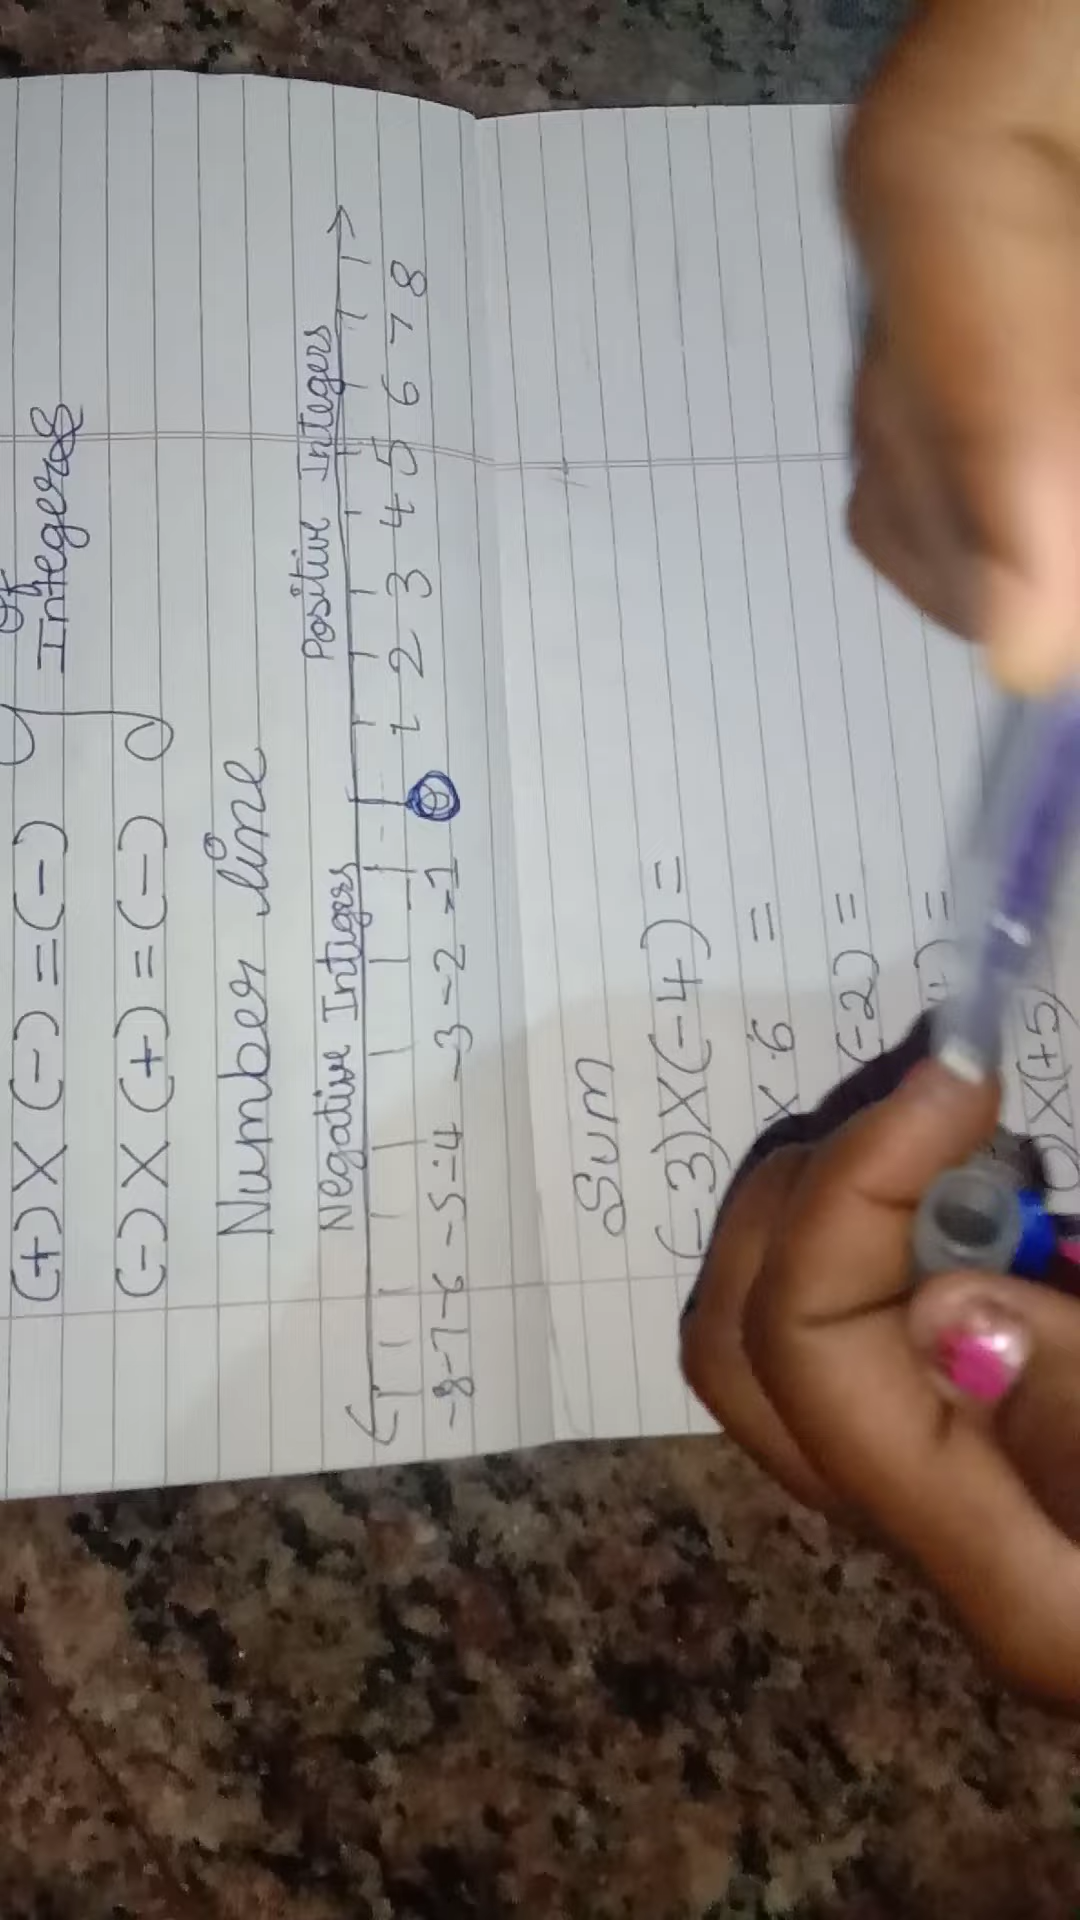 of
Integers
(+) X (-) = (-)
(-) X (+) = (-)
Number line
Negative Intigers Positive Integers
-8 -7 -6 -5 -4 -3 -2 -1 0 1 2 3 4 5 6 7 8
Sum
(-3)X(-4) =
X 6 =
(-2) =
) =
)X(+5)